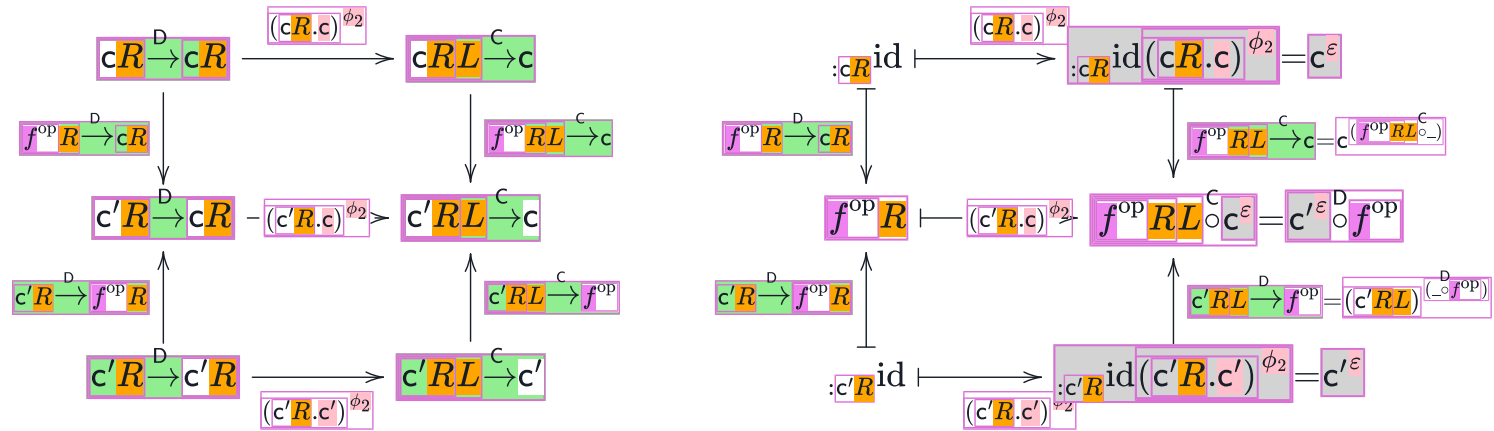 (cR.c)^ϕ₂
cR →^D cR
cRL →^C c
f^op R →^D cR
f^op RL →^C c
c′R →^D cR
(c′R.c)^ϕ₂
c′RL →^C c
c′R →^D f^op R
c′RL →^C f^op
c′R →^D c′R
c′RL →^C c′
(c′R.c′)^ϕ₂
(cR.c)^ϕ₂
:cR id
:cR id(cR.c)^ϕ₂ = c^ε
f^op R →^D cR
f^op RL →^C c = c^(f^op RL ∘^C _)
f^op R
(c′R.c)^ϕ₂
f^op RL ∘^C c^ε = c′^ε ∘^D f^op
c′R →^D f^op R
c′RL →^D f^op = (c′RL)^(_ ∘^D f^op)
:c′R id
:c′R id(c′R.c′)^ϕ₂ = c′^ε
(c′R.c′)^ϕ₂